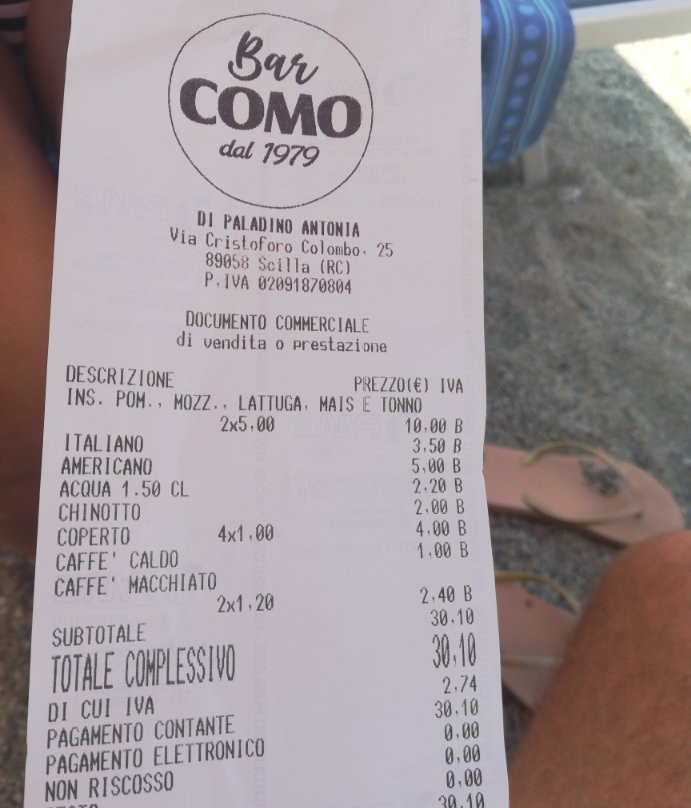 Bar
COMO
dal 1979
DI PALADINO ANTONIA
Via Cristoforo Colombo, 25
89058 Scilla (RC)
P.IVA 02091870804
DOCUMENTO COMMERCIALE
di vendita o prestazione
DESCRIZIONE PREZZO(€) IVA
INS. POM., MOZZ., LATTUGA, MAIS E TONNO
2x5,00 10,00 B
ITALIANO 3,50 B
AMERICANO 5,00 B
ACQUA 1.50 CL 2,20 B
CHINOTTO 2,00 B
COPERTO 4x1,00 4,00 B
CAFFE' CALDO 1,00 B
CAFFE' MACCHIATO
2x1,20 2,40 B
SUBTOTALE 30,10
TOTALE COMPLESSIVO 30,10
DI CUI IVA 2,74
PAGAMENTO CONTANTE 30,10
PAGAMENTO ELETTRONICO 0,00
NON RISCOSSO 0,00
0,00
30,10